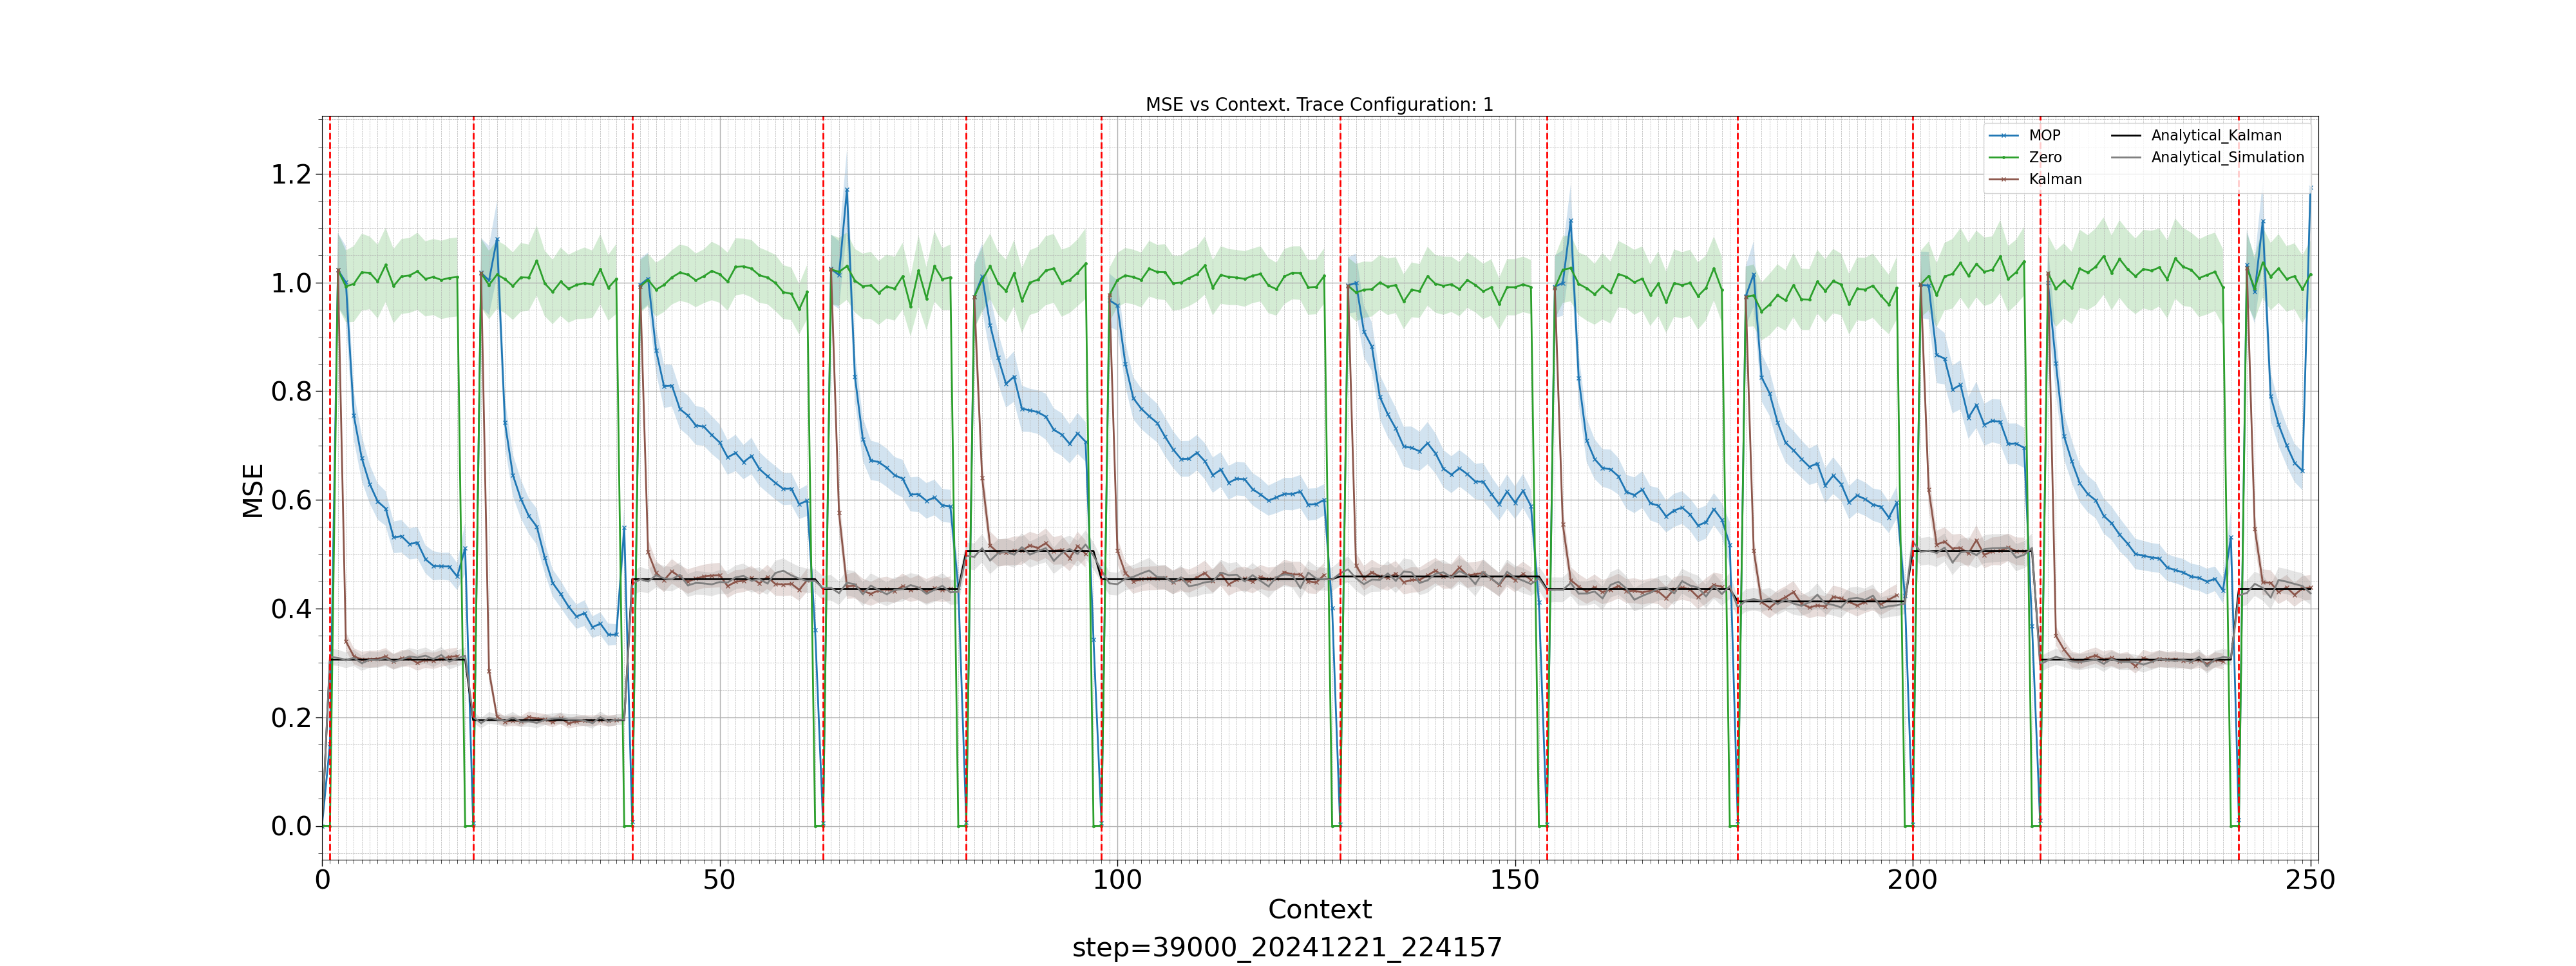 MSE vs Context. Trace Configuration: 1
MOP
Zero
Kalman
Analytical_Kalman
Analytical_Simulation
MSE
1.2
1.0
0.8
0.6
0.4
0.2
0.0
0 50 100 150 200 250
Context
step=39000_20241221_224157